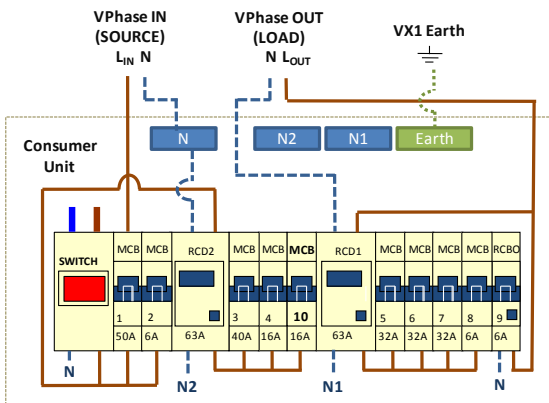 VPhase IN
(SOURCE)
LIN N
VPhase OUT
(LOAD)
N LOUT
VX1 Earth
Consumer
Unit
N
N2
N1
Earth
SWITCH
MCB MCB RCD2 MCB MCB MCB RCD1 MCB MCB MCB MCB RCBO
1 2 3 4 10 5 6 7 8 9
50A 6A 63A 40A 16A 16A 63A 32A 32A 32A 6A 6A
N N2 N1 N